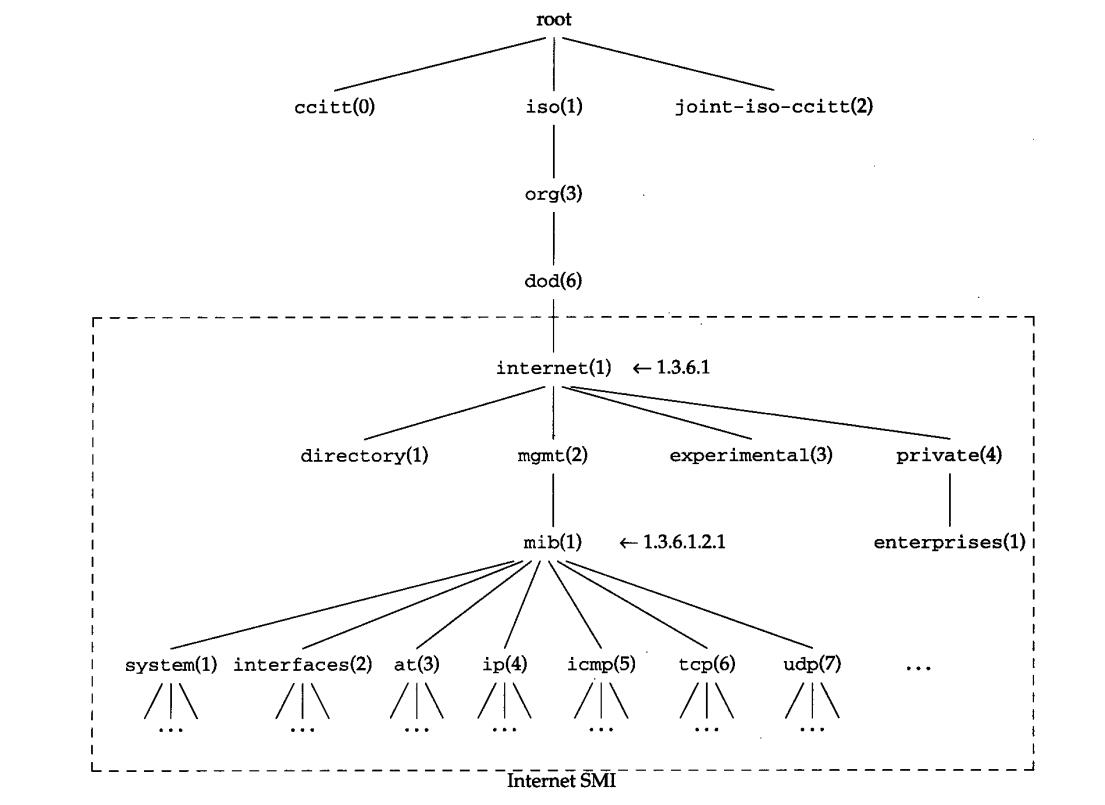 root
ccitt(0) iso(1) joint-iso-ccitt(2)
org(3)
dod(6)
internet(1) ← 1.3.6.1
directory(1) mgmt(2) experimental(3) private(4)
mib(1) ← 1.3.6.1.2.1 enterprises(1)
system(1) interfaces(2) at(3) ip(4) icmp(5) tcp(6) udp(7) ...
... ... ... ... ... ... ...
Internet SMI